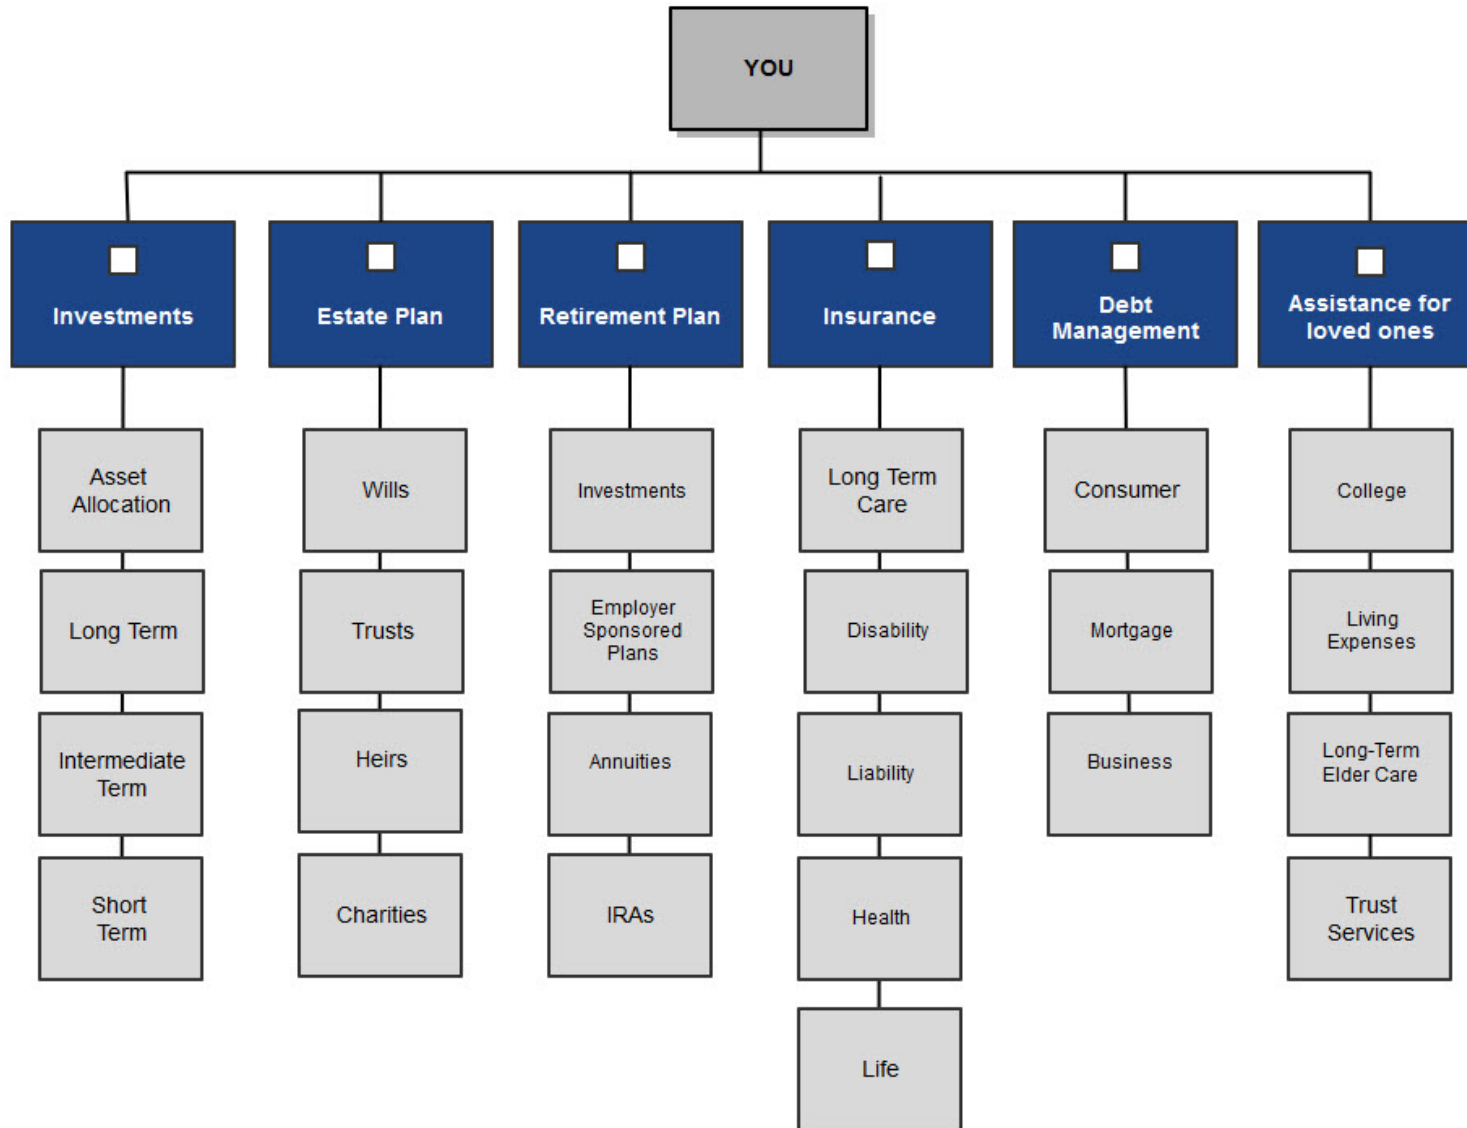 YOU
Investments
Estate Plan
Retirement Plan
Insurance
Debt
Management
Assistance for
loved ones
Asset
Allocation
Long Term
Intermediate
Term
Short
Term
Wills
Trusts
Heirs
Charities
Investments
Employer
Sponsored
Plans
Annuities
IRAs
Long Term
Care
Disability
Liability
Health
Life
Consumer
Mortgage
Business
College
Living
Expenses
Long-Term
Elder Care
Trust
Services